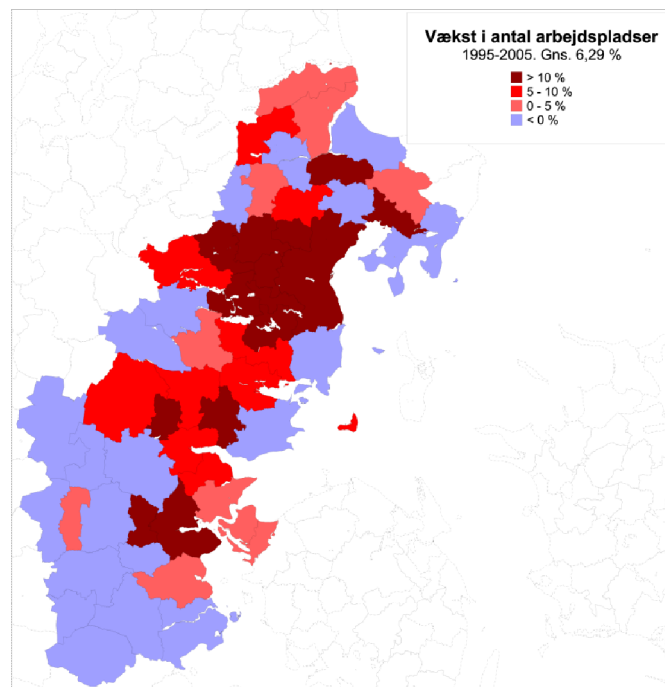 Vækst i antal arbejdspladser
1995-2005. Gns. 6,29 %
> 10 %
5 - 10 %
0 - 5 %
< 0 %